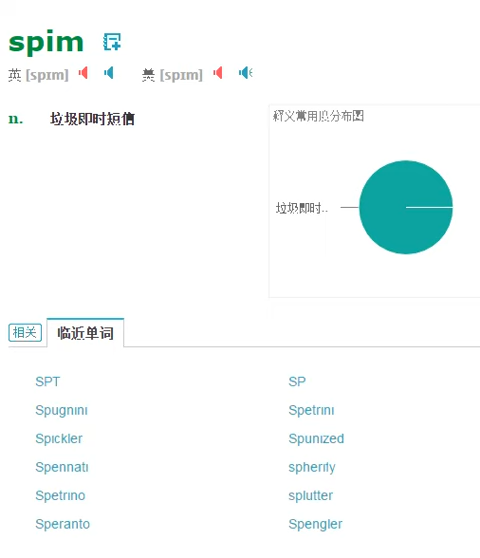 spim
英 [spɪm] 美 [spɪm]
n. 垃圾即时短信
释义常用度分布图
垃圾即时..
相关 临近单词
SPT SP
Spugnini Spetrini
Spickler Spunized
Spennati spherify
Spetrino splutter
Speranto Spengler